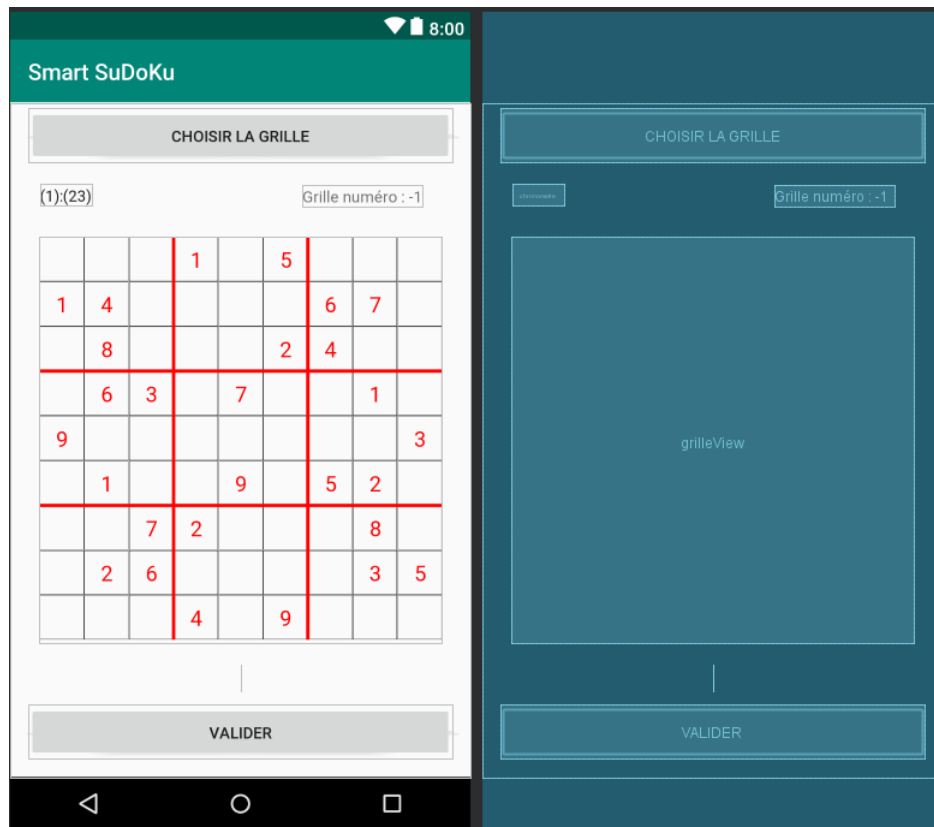 8:00
Smart SuDoKu
CHOISIR LA GRILLE
(1):(23)
Grille numéro : -1
1 5
1 4 6 7
8 2 4
6 3 7 1
9 3
1 9 5 2
7 2 8
2 6 3 5
4 9
VALIDER
CHOISIR LA GRILLE
Grille numéro : -1
grilleView
VALIDER